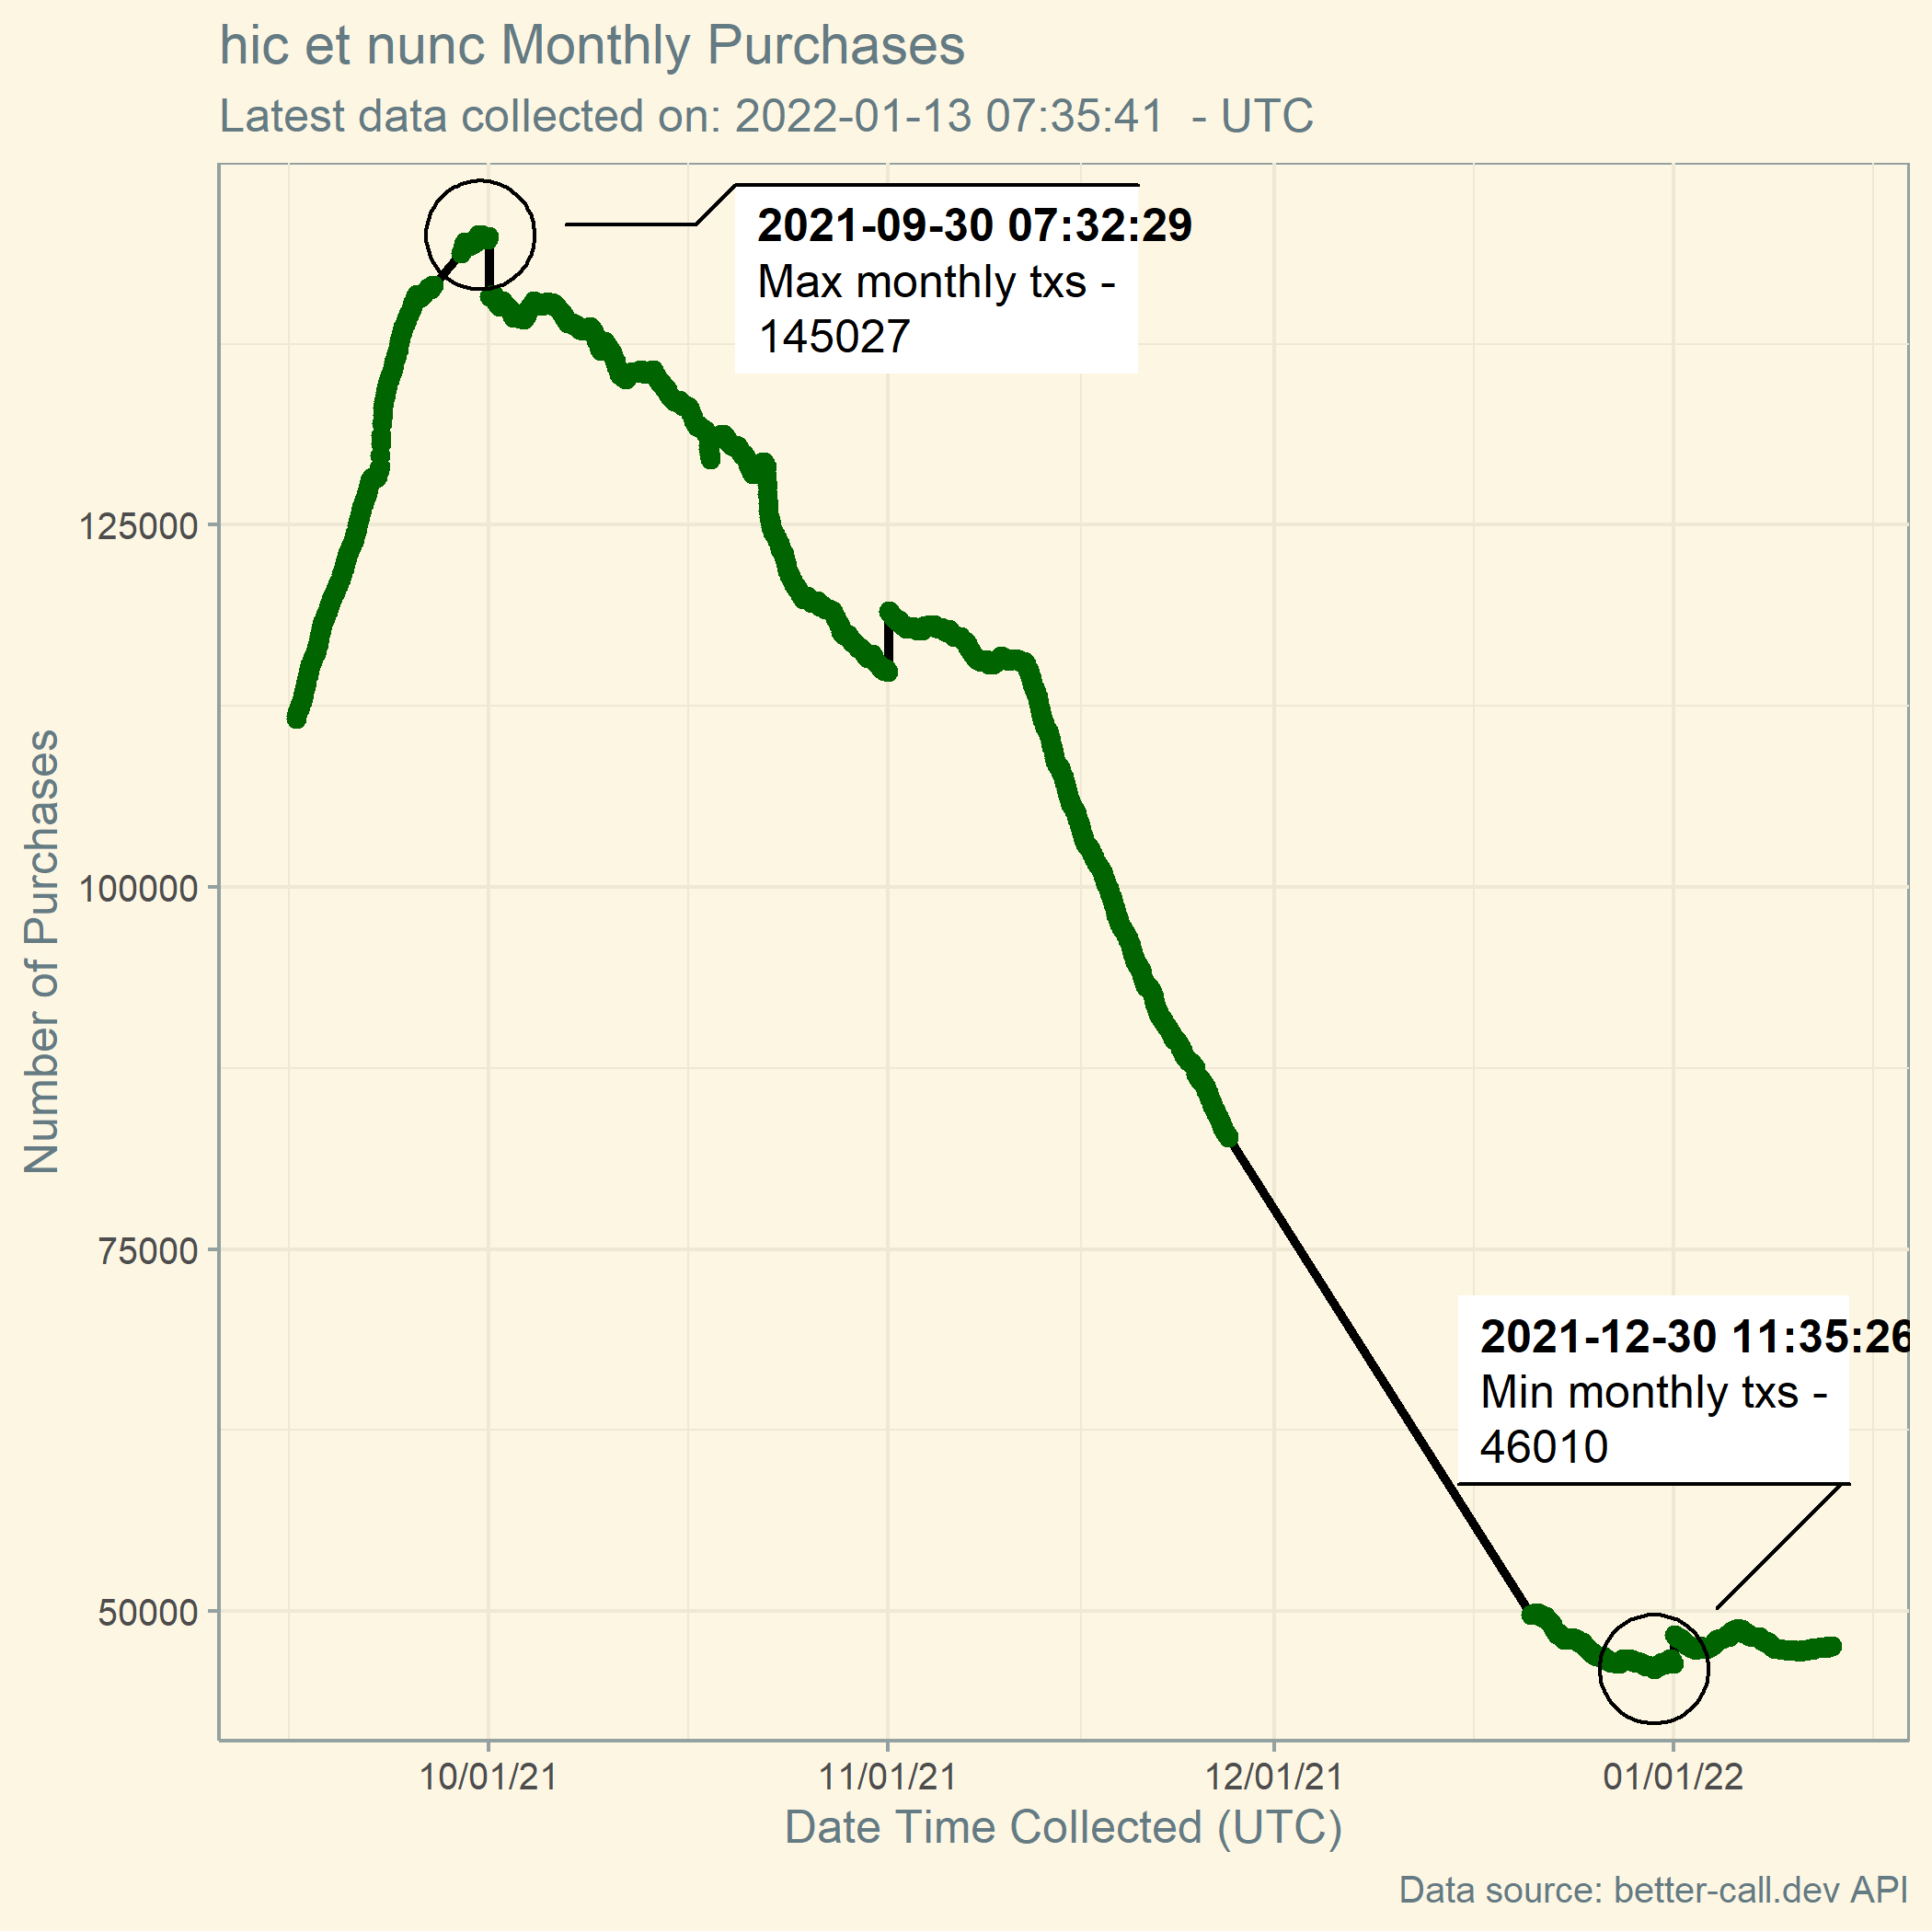 hic et nunc Monthly Purchases
Latest data collected on: 2022-01-13 07:35:41 - UTC
2021-09-30 07:32:29
Max monthly txs -
145027
125000
100000
75000
50000
Number of Purchases
2021-12-30 11:35:26
Min monthly txs -
46010
10/01/21
11/01/21
12/01/21
01/01/22
Date Time Collected (UTC)
Data source: better-call.dev API